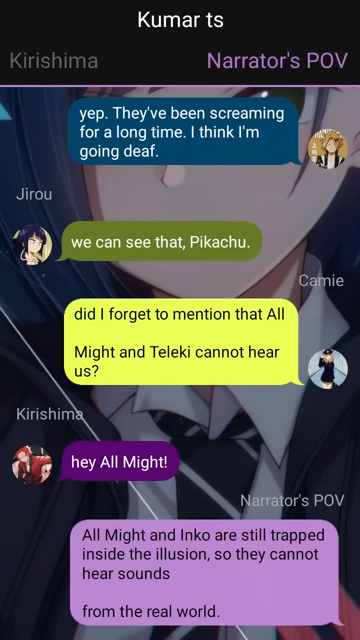 Kumar ts
Kirishima
Narrator's POV
yep. They've been screaming
for a long time. I think I'm
going deaf.
Jirou
we can see that, Pikachu.
Camie
did I forget to mention that All
Might and Teleki cannot hear
us?
Kirishima
hey All Might!
Narrator's POV
All Might and Inko are still trapped
inside the illusion, so they cannot
hear sounds
from the real world.